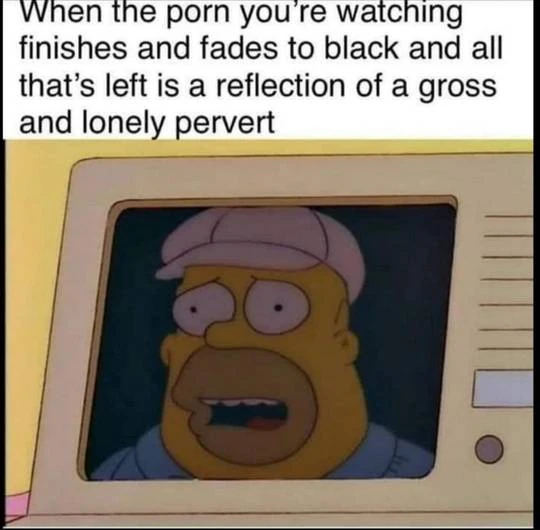 When the porn you're watching
finishes and fades to black and all
that's left is a reflection of a gross
and lonely pervert